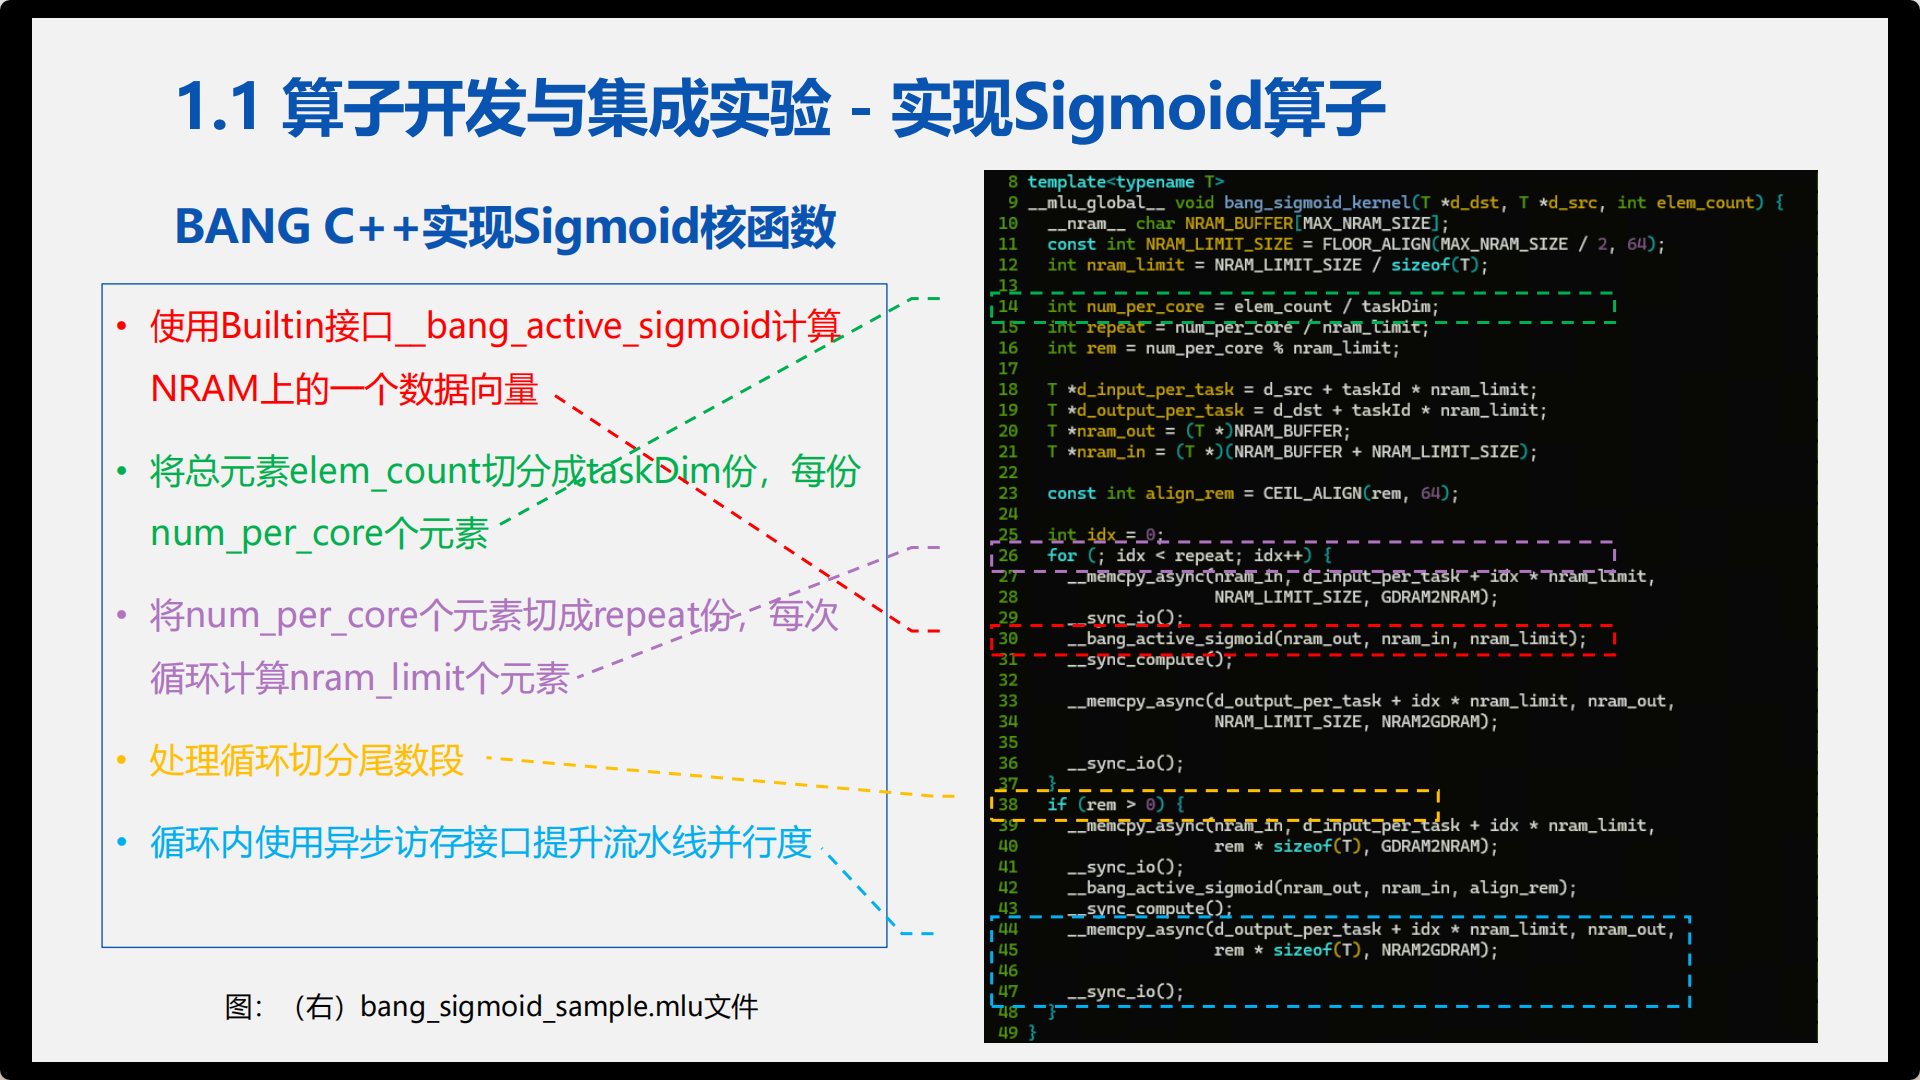 1.1 算子开发与集成实验 - 实现Sigmoid算子
BANG C++实现Sigmoid核函数
• 使用Builtin接口__bang_active_sigmoid计算
NRAM上的一个数据向量
• 将总元素elem_count切分成taskDim份，每份
num_per_core个元素
• 将num_per_core个元素切成repeat份，每次
循环计算nram_limit个元素
• 处理循环切分尾数段
• 循环内使用异步访存接口提升流水线并行度
图：（右）bang_sigmoid_sample.mlu文件
8 template<typename T>
9 __mlu_global__ void bang_sigmoid_kernel(T *d_dst, T *d_src, int elem_count) {
10   __nram__ char NRAM_BUFFER[MAX_NRAM_SIZE];
11   const int NRAM_LIMIT_SIZE = FLOOR_ALIGN(MAX_NRAM_SIZE / 2, 64);
12   int nram_limit = NRAM_LIMIT_SIZE / sizeof(T);
13
14   int num_per_core = elem_count / taskDim;
15   int repeat = num_per_core / nram_limit;
16   int rem = num_per_core % nram_limit;
17
18   T *d_input_per_task = d_src + taskId * nram_limit;
19   T *d_output_per_task = d_dst + taskId * nram_limit;
20   T *nram_out = (T *)NRAM_BUFFER;
21   T *nram_in = (T *)(NRAM_BUFFER + NRAM_LIMIT_SIZE);
22
23   const int align_rem = CEIL_ALIGN(rem, 64);
24
25   int idx = 0;
26   for (; idx < repeat; idx++) {
27     __memcpy_async(nram_in, d_input_per_task + idx * nram_limit,
28                    NRAM_LIMIT_SIZE, GDRAM2NRAM);
29     __sync_io();
30     __bang_active_sigmoid(nram_out, nram_in, nram_limit);
31     __sync_compute();
32
33     __memcpy_async(d_output_per_task + idx * nram_limit, nram_out,
34                    NRAM_LIMIT_SIZE, NRAM2GDRAM);
35
36     __sync_io();
37   }
38   if (rem > 0) {
39     __memcpy_async(nram_in, d_input_per_task + idx * nram_limit,
40                    rem * sizeof(T), GDRAM2NRAM);
41     __sync_io();
42     __bang_active_sigmoid(nram_out, nram_in, align_rem);
43     __sync_compute();
44     __memcpy_async(d_output_per_task + idx * nram_limit, nram_out,
45                    rem * sizeof(T), NRAM2GDRAM);
46
47     __sync_io();
48   }
49 }